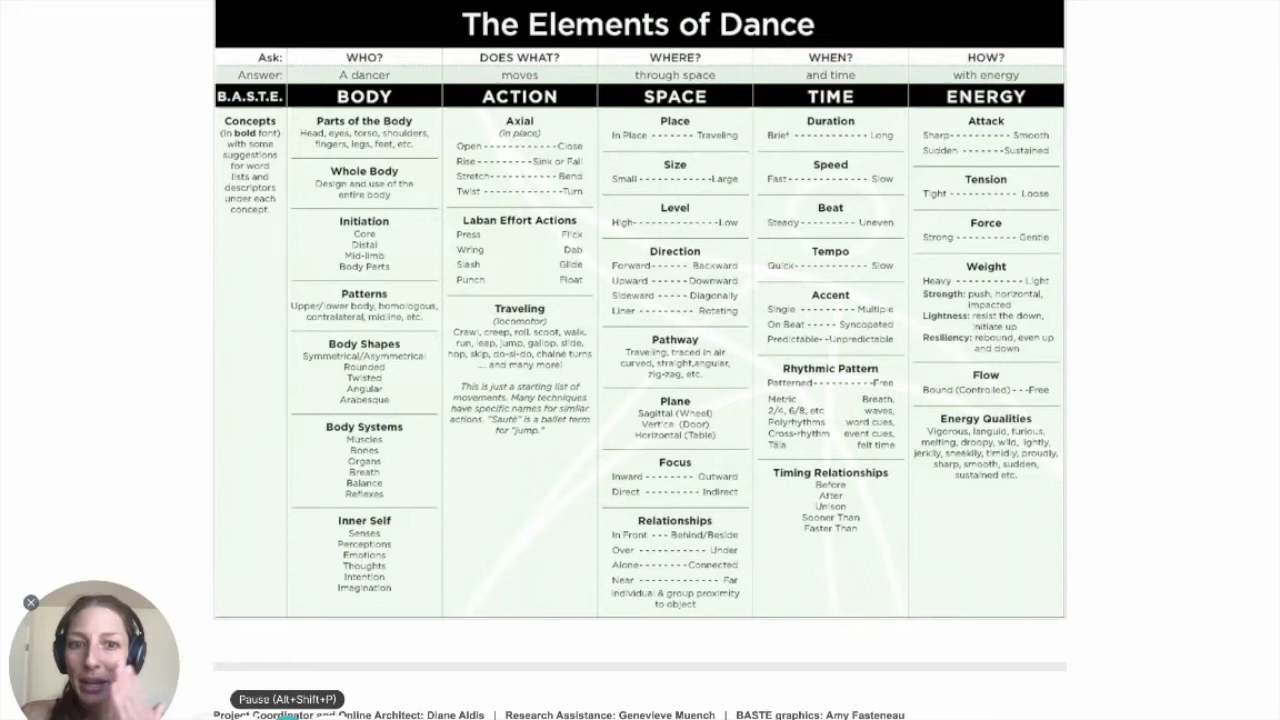 The Elements of Dance
Ask: WHO? DOES WHAT? WHERE? WHEN? HOW?
Answer: A dancer moves through space and time with energy
B.A.S.T.E. BODY ACTION SPACE TIME ENERGY
Concepts
(in bold font)
with some
suggestions
for word
lists and
descriptors
under each
concept.
Parts of the Body
Head, eyes, torso, shoulders,
fingers, legs, feet, etc.
Whole Body
Design and use of the
entire body
Initiation
Core
Distal
Mid-limb
Body Parts
Patterns
Upper/lower body, homologous,
contralateral, midline, etc.
Body Shapes
Symmetrical/Asymmetrical
Rounded
Twisted
Angular
Arabesque
Body Systems
Muscles
Bones
Organs
Breath
Balance
Reflexes
Inner Self
Senses
Perceptions
Emotions
Thoughts
Intention
Imagination
Axial
(in place)
Open - - - - - - - - - - Close
Rise - - - - - - - - Sink or Fall
Stretch - - - - - - - - Bend
Twist - - - - - - - - - - Turn
Laban Effort Actions
Press Flick
Wring Dab
Slash Glide
Punch Float
Traveling
(locomotor)
Crawl, creep, roll, scoot, walk,
run, leap, jump, gallop, slide,
hop, skip, do-si-do, chaîné turns
.... and many more!
This is just a starting list of
movements. Many techniques
have specific names for similar
actions. "Sauté" is a ballet term
for "jump."
Place
In Place - - - - - Traveling
Size
Small - - - - - - - - - - Large
Level
High - - - - - - - - - - - Low
Direction
Forward - - - - - - Backward
Upward - - - - - - Downward
Sideward - - - - - Diagonally
Liner - - - - - - - - - Rotating
Pathway
Traveling, traced in air
curved, straight,angular,
zig-zag, etc.
Plane
Sagittal (Wheel)
Vertical (Door)
Horizontal (Table)
Focus
Inward - - - - - - - Outward
Direct - - - - - - - - Indirect
Relationships
In Front - - - Behind/Beside
Over - - - - - - - - - - Under
Alone - - - - - - - Connected
Near - - - - - - - - - - - Far
Individual & group proximity
to object
Duration
Brief - - - - - - - - - - Long
Speed
Fast - - - - - - - - - - - Slow
Beat
Steady - - - - - - - - Uneven
Tempo
Quick - - - - - - - - - - Slow
Accent
Single - - - - - - - - Multiple
On Beat - - - - - Syncopated
Predictable--Unpredictable
Rhythmic Pattern
Patterned - - - - - - - - - Free
Metric Breath,
2/4, 6/8, etc waves,
Polyrhythms word cues,
Cross-rhythm event cues,
Tāla felt time
Timing Relationships
Before
After
Unison
Sooner Than
Faster Than
Attack
Sharp - - - - - - - - Smooth
Sudden - - - - - - - Sustained
Tension
Tight - - - - - - - - - - Loose
Force
Strong - - - - - - - - - Gentle
Weight
Heavy - - - - - - - - - - Light
Strength: push, horizontal,
impacted
Lightness: resist the down,
initiate up
Resiliency: rebound, even up
and down
Flow
Bound (Controlled) - - - Free
Energy Qualities
Vigorous, languid, furious,
melting, droopy, wild, lightly,
jerkily, sneakily, timidly, proudly,
sharp, smooth, sudden,
sustained etc.
Pause (Alt+Shift+P)
Project Coordinator and Online Architect: Diane Aldis | Research Assistance: Genevieve Muench | BASTE graphics: Amy Fasteneau